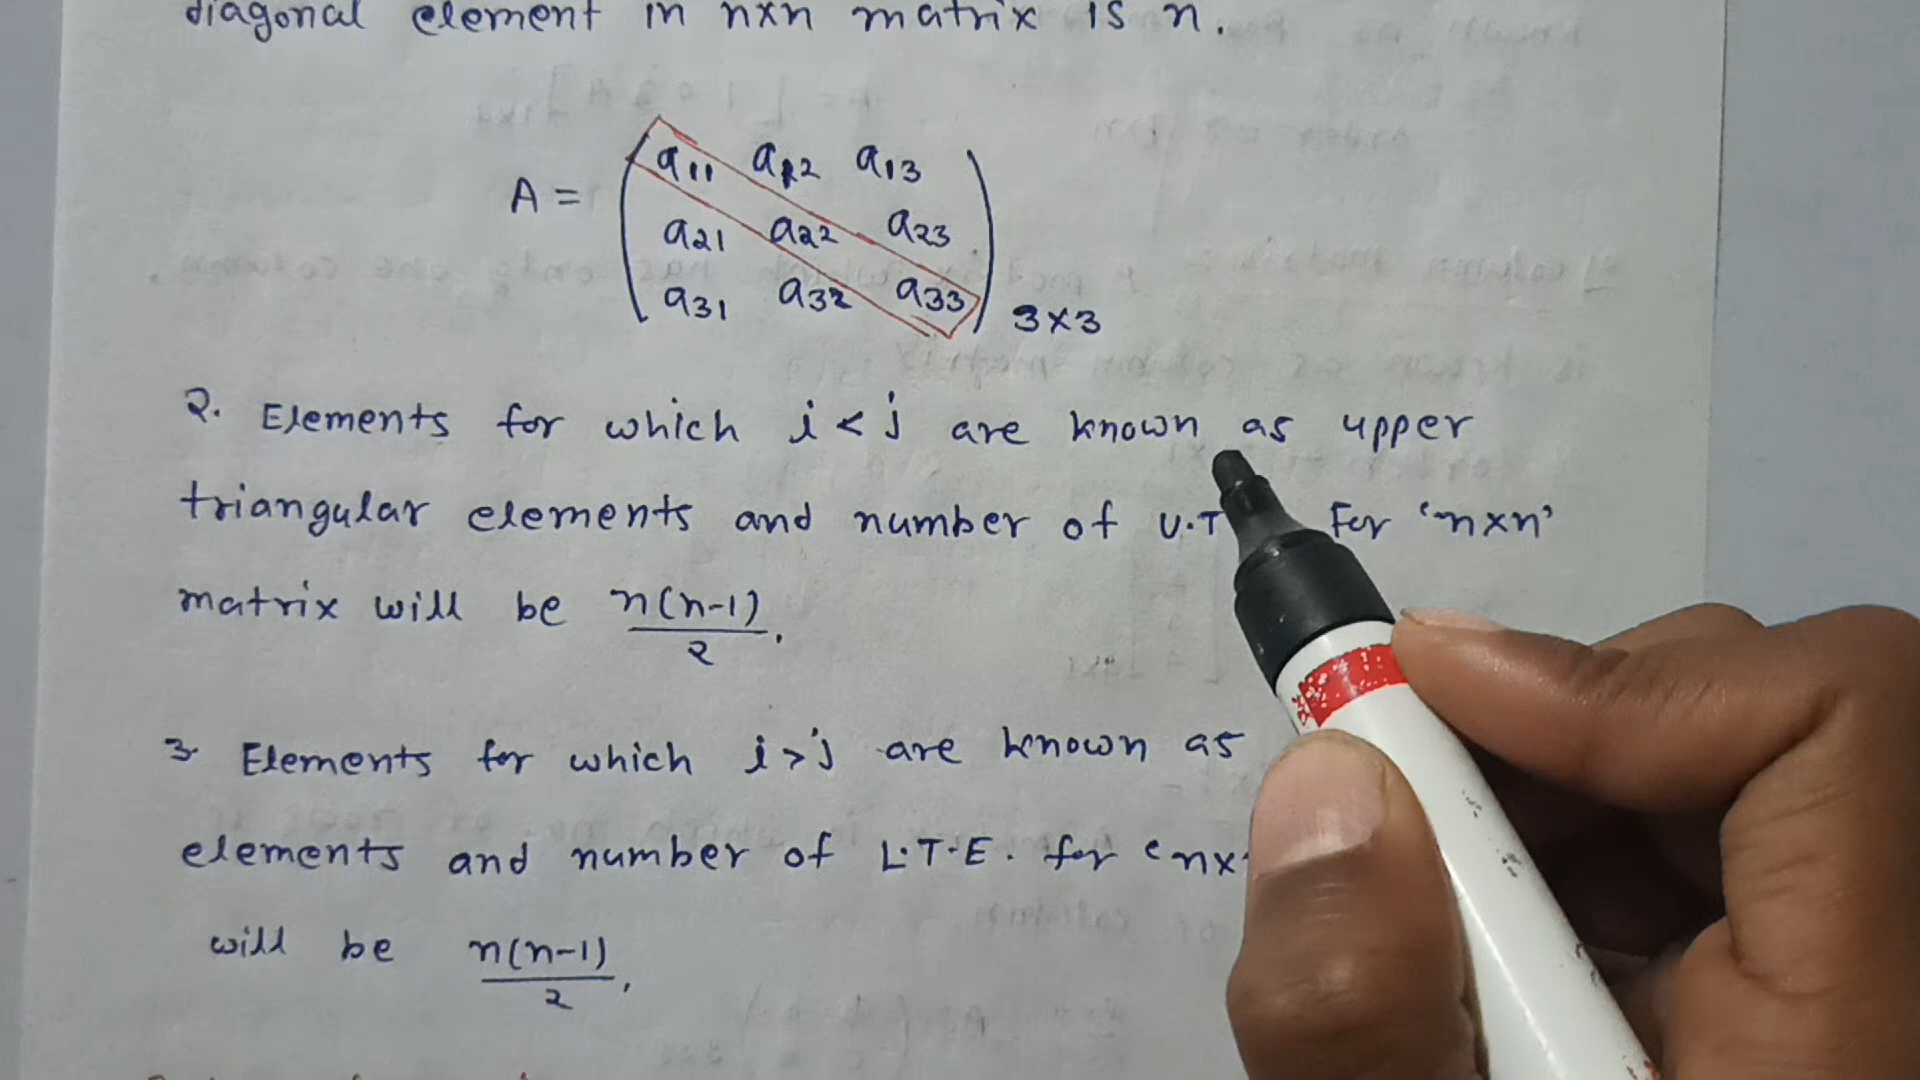 diagonal element in nxn matrix is n.
a11 a12 a13
A =
a21 a22 a23
a31 a32 a33
3×3
2. Elements for which i < j are known as upper
triangular elements and number of U.T For 'n×n'
matrix will be n(n-1)/2.
3. Elements for which i > j are known as
elements and number of L.T.E. for 'nx
will be n(n-1)/2,